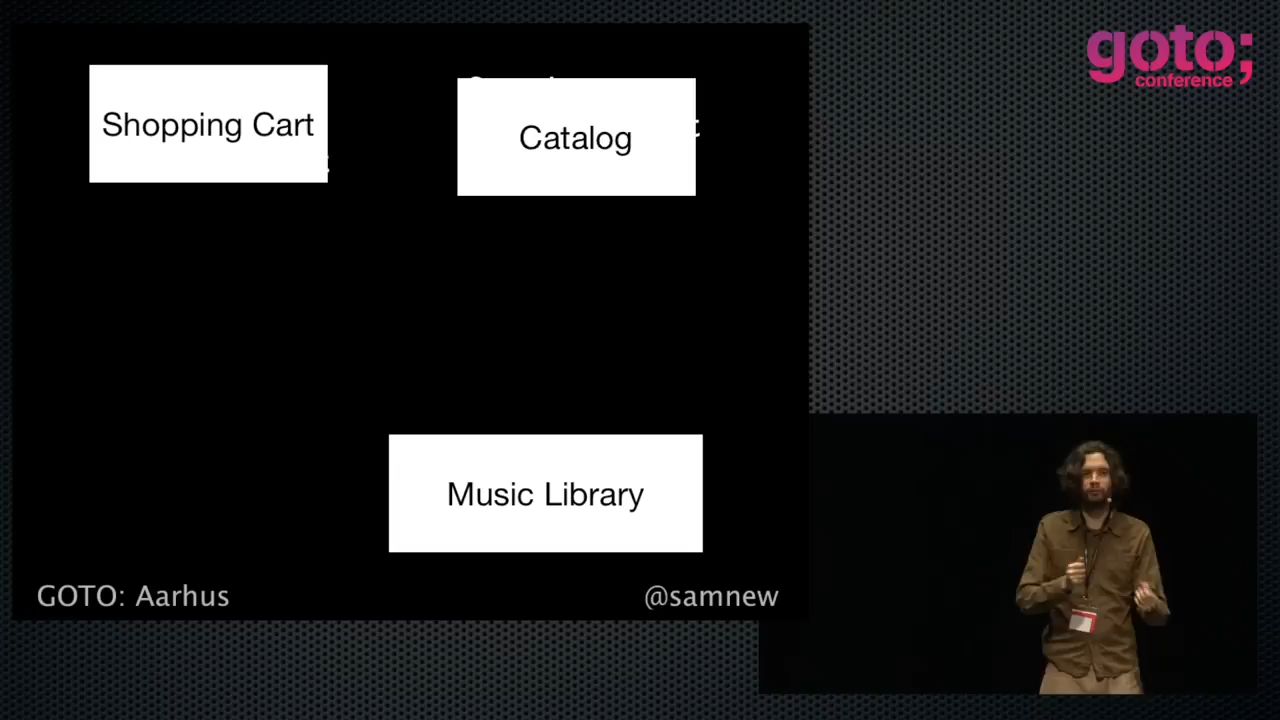 goto;
conference
Shopping Cart
Catalog
Music Library
GOTO: Aarhus
@samnew